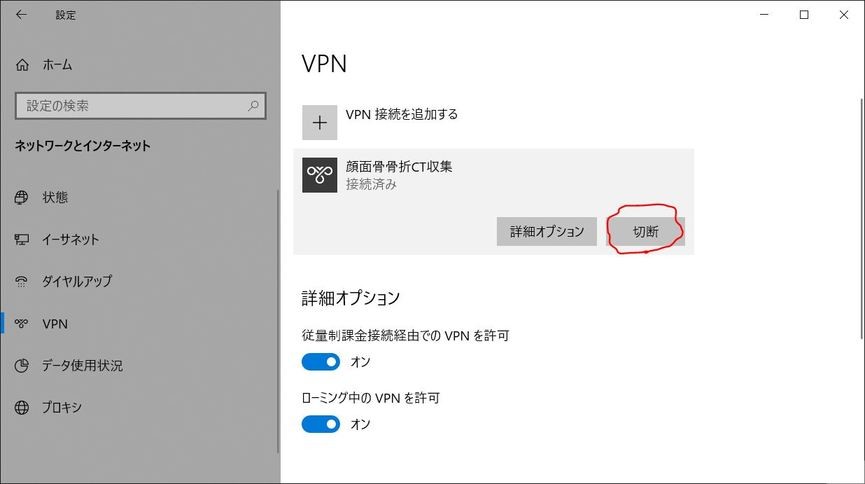 設定
ホーム
設定の検索
ネットワークとインターネット
状態
イーサネット
ダイヤルアップ
VPN
データ使用状況
プロキシ
VPN
VPN 接続を追加する
顔面骨骨折CT収集
接続済み
詳細オプション
切断
詳細オプション
従量制課金接続経由での VPN を許可
オン
ローミング中の VPN を許可
オン